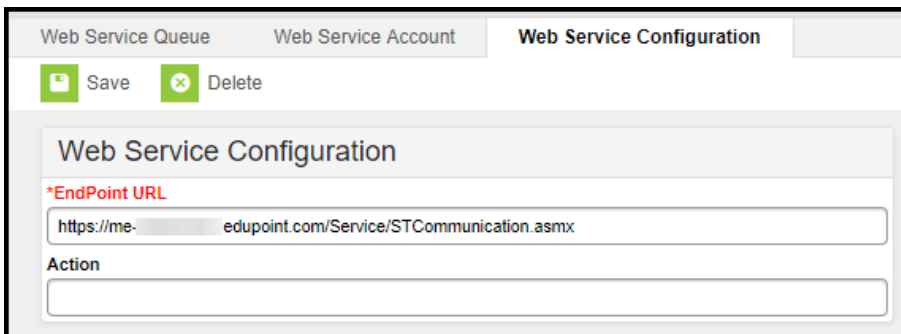 Web Service Queue Web Service Account Web Service Configuration
Save Delete
Web Service Configuration
*EndPoint URL
https://me- edupoint.com/Service/STCommunication.asmx
Action